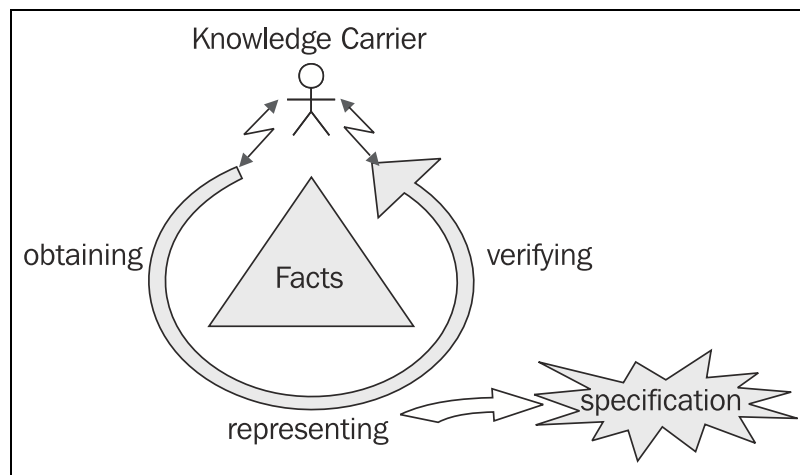 Knowledge Carrier
obtaining
verifying
Facts
specification
representing